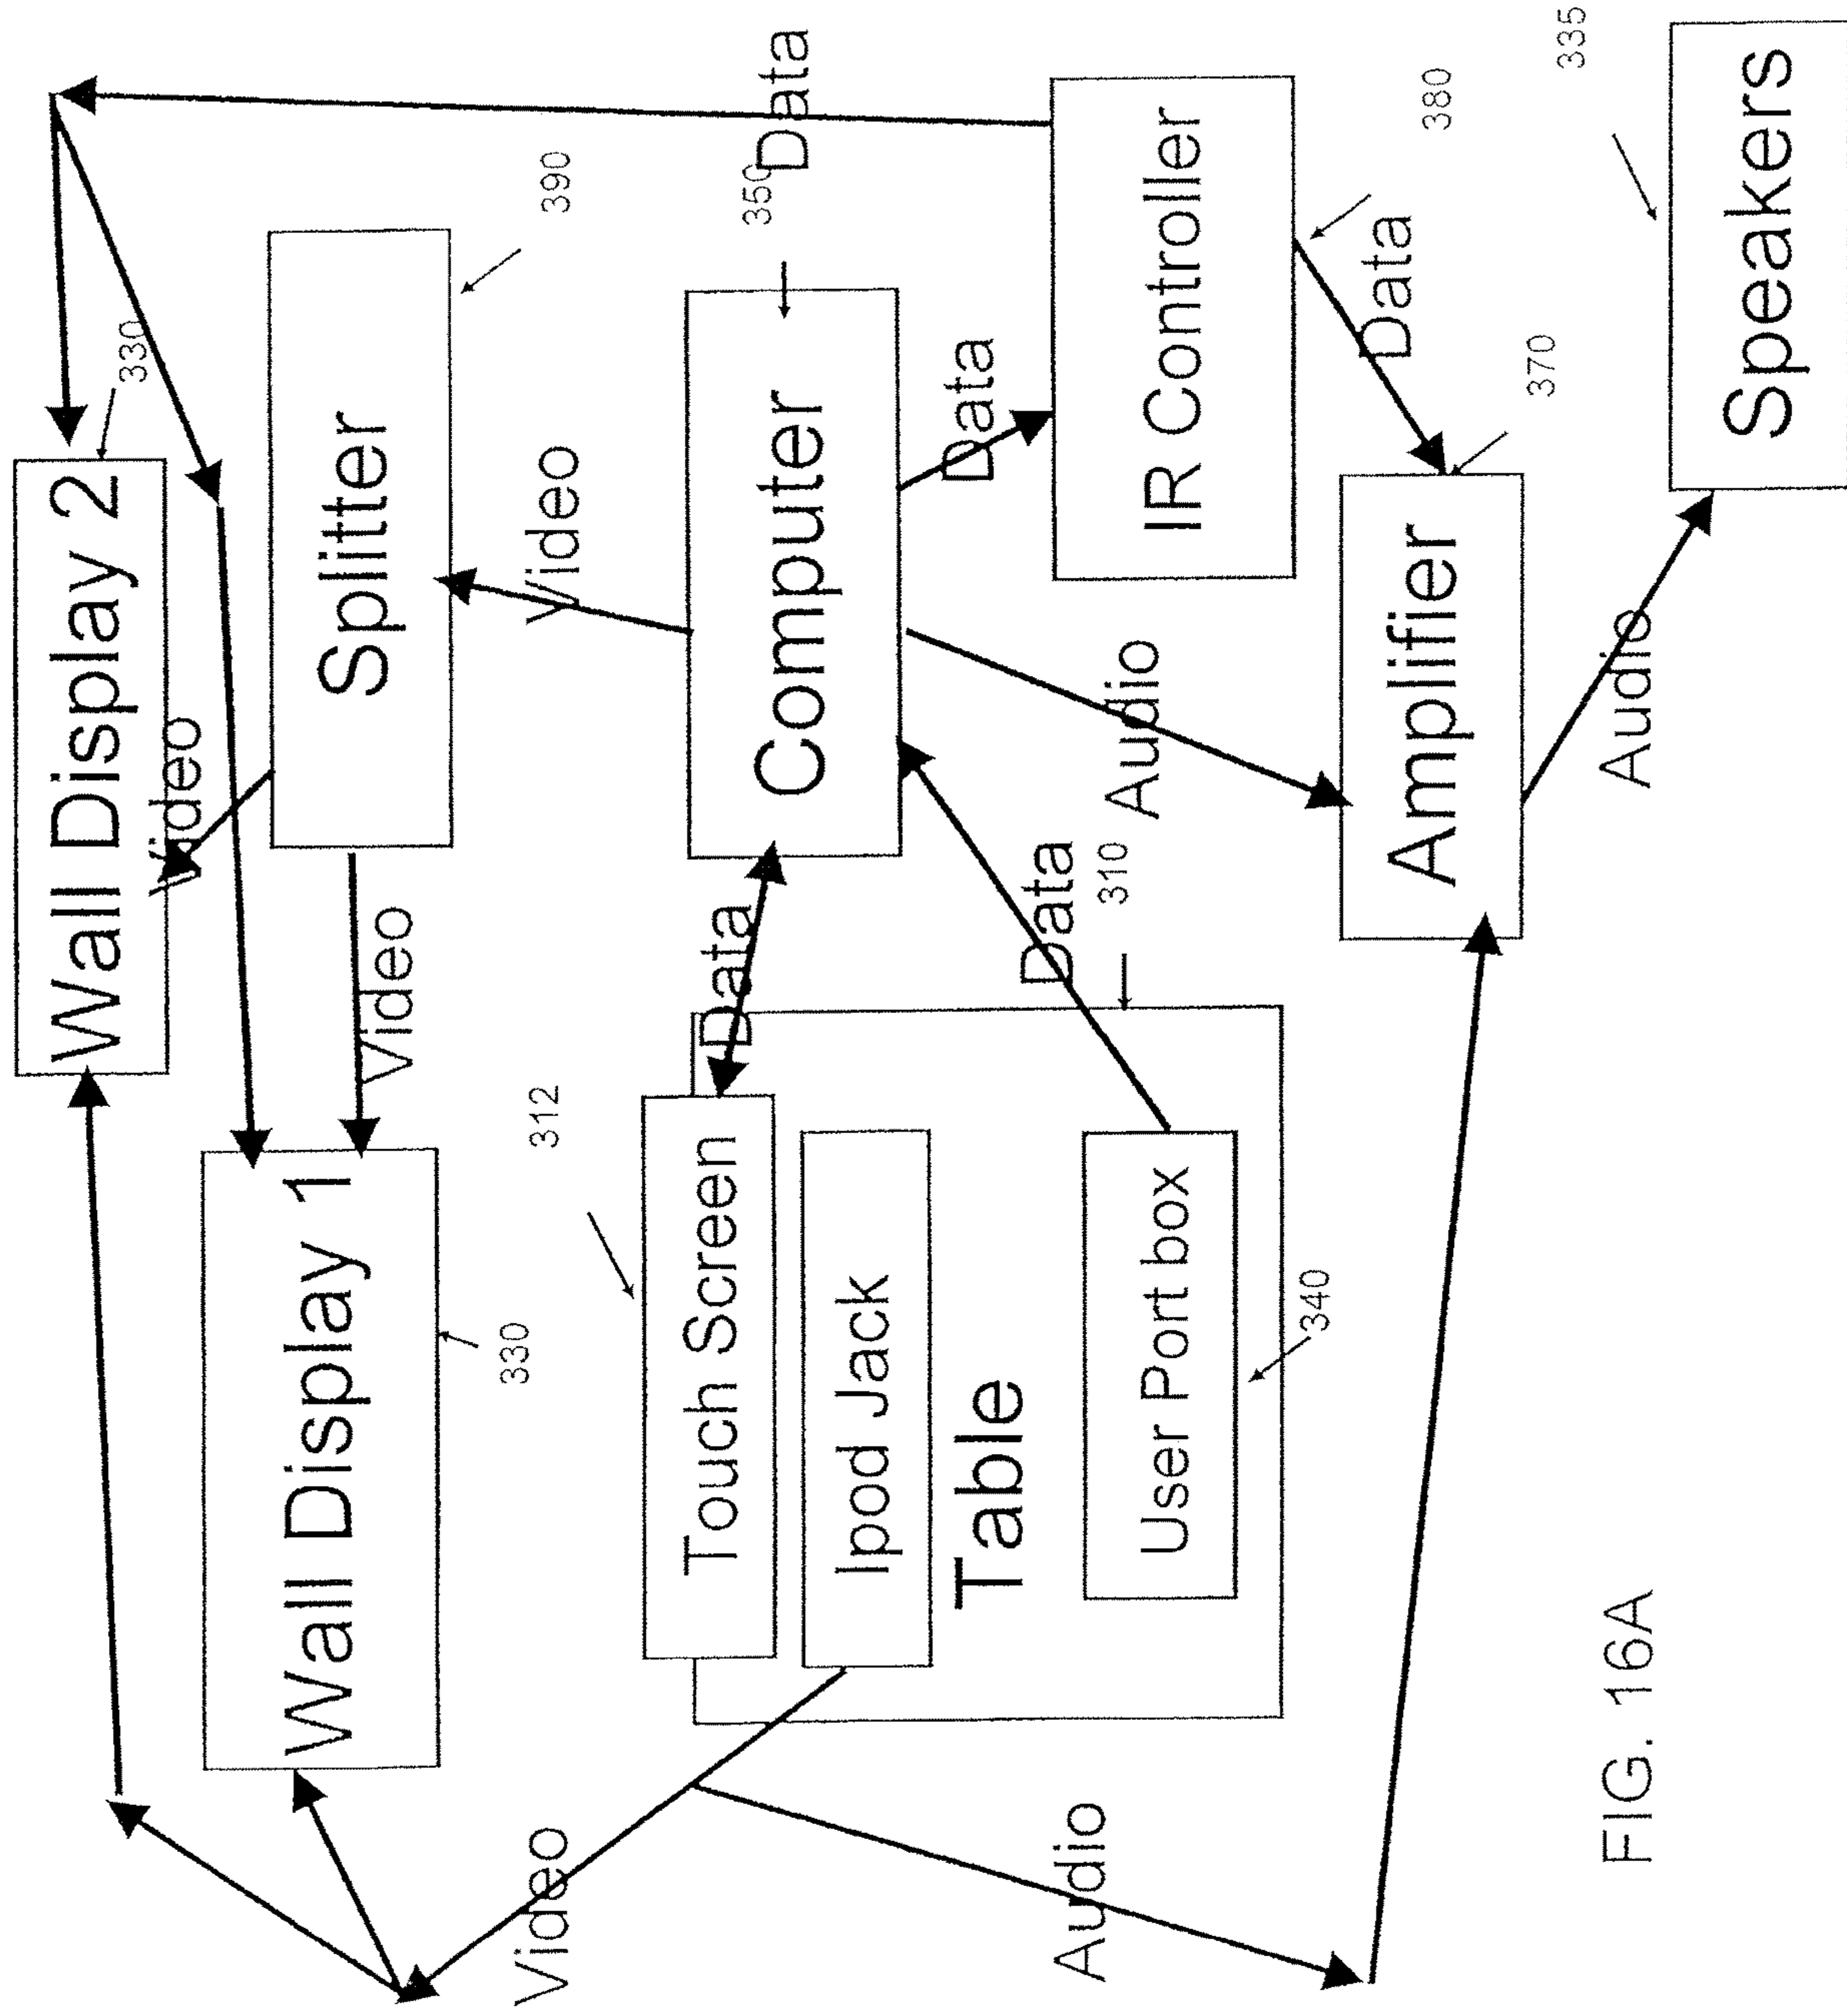 Wall Display 2
330
Video
Data
Splitter
390
Wall Display 1
330
Video
Video
Video
350
Computer
312
Touch Screen
Data
Ipod Jack
Table
User Port box
340
310
Data
Data
IR Controller
380
Audio
Data
Audio
Amplifier
370
Audio
335
Speakers
FIG. 16A